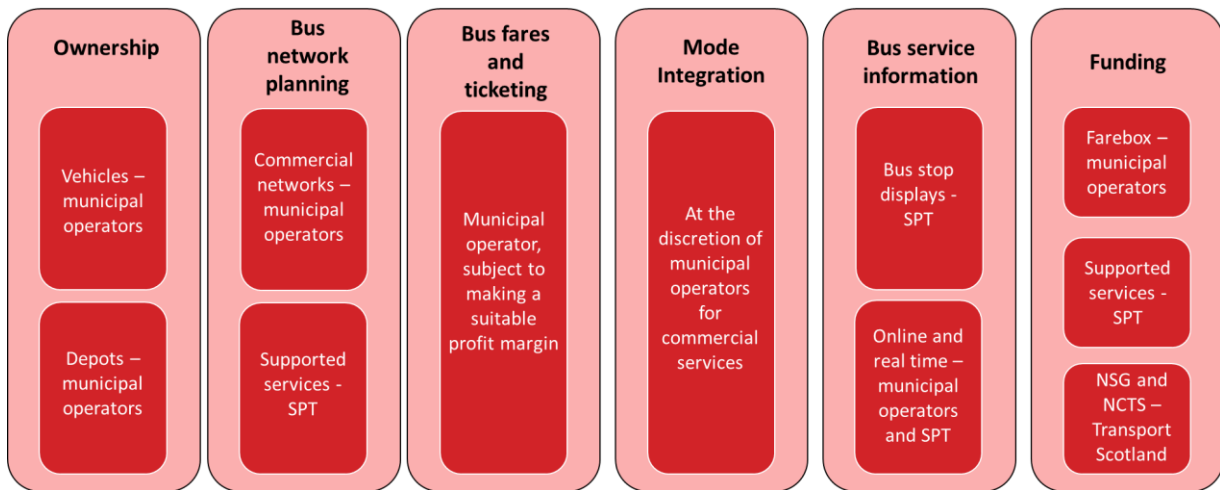 Ownership
Vehicles –
municipal
operators
Depots –
municipal
operators
Bus
network
planning
Commercial
networks –
municipal
operators
Supported
services -
SPT
Bus fares
and
ticketing
Municipal
operator,
subject to
making a
suitable
profit margin
Mode
Integration
At the
discretion of
municipal
operators
for
commercial
services
Bus service
information
Bus stop
displays -
SPT
Online and
real time –
municipal
operators
and SPT
Funding
Farebox –
municipal
operators
Supported
services -
SPT
NSG and
NCTS –
Transport
Scotland